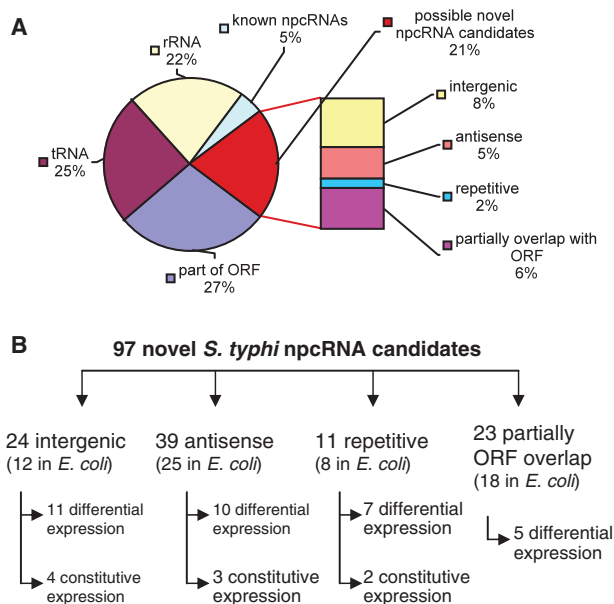 A
known npcRNAs
5%
possible novel
npcRNA candidates
21%
rRNA
22%
intergenic
8%
antisense
5%
tRNA
25%
repetitive
2%
partially overlap with
ORF
6%
part of ORF
27%
B
97 novel S. typhi npcRNA candidates
24 intergenic
(12 in E. coli)
39 antisense
(25 in E. coli)
11 repetitive
(8 in E. coli)
23 partially
ORF overlap
(18 in E. coli)
11 differential
expression
10 differential
expression
7 differential
expression
5 differential
expression
4 constitutive
expression
3 constitutive
expression
2 constitutive
expression